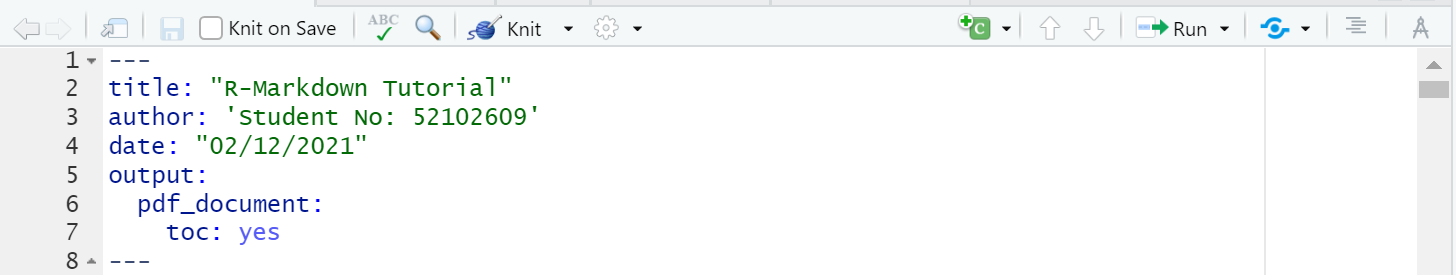 Knit on Save ABC Knit C Run
1 ---
2 title: "R-Markdown Tutorial"
3 author: 'Student No: 52102609'
4 date: "02/12/2021"
5 output:
6   pdf_document:
7     toc: yes
8 ---